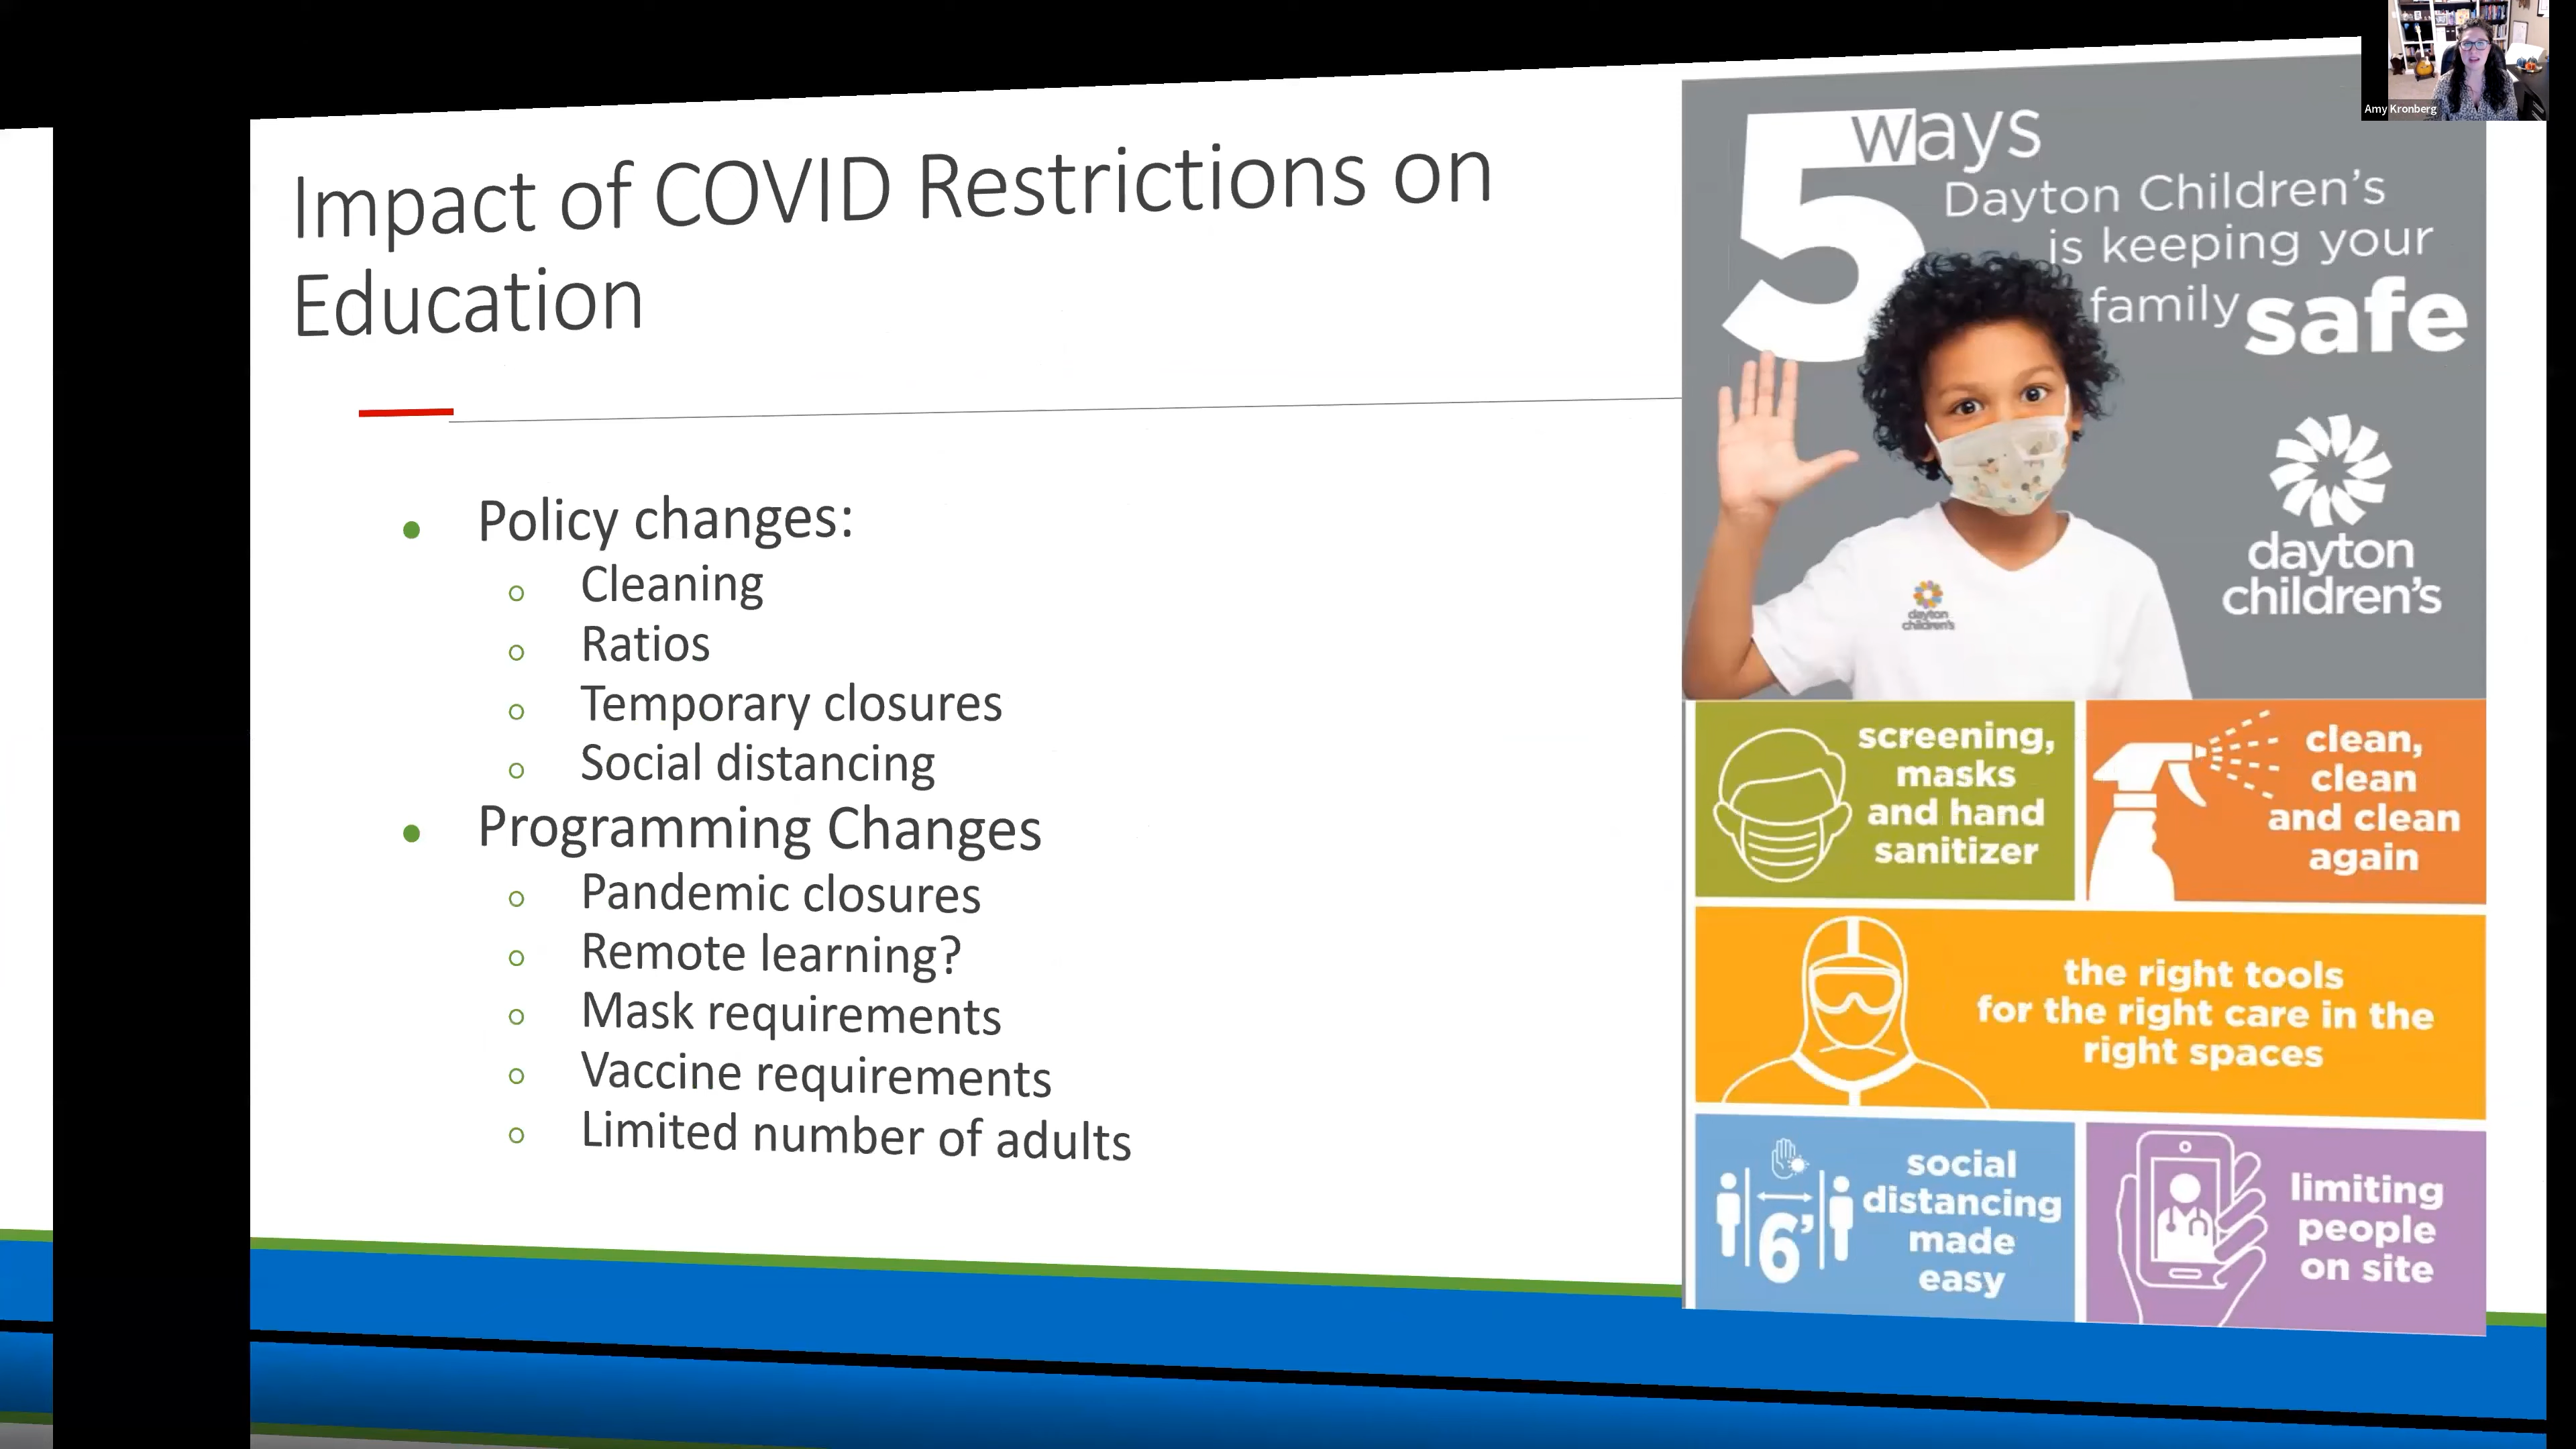 Impact of COVID Restrictions on
Education
Policy changes:
Cleaning
Ratios
Temporary closures
Social distancing
Programming Changes
Pandemic closures
Remote learning?
Mask requirements
Vaccine requirements
Limited number of adults
5 ways
Dayton Children's
is keeping your
family safe
dayton
children's
dayton
children's
screening,
masks
and hand
sanitizer
clean,
clean
and clean
again
the right tools
for the right care in the
right spaces
6'
social
distancing
made
easy
limiting
people
on site
Amy Kronberg